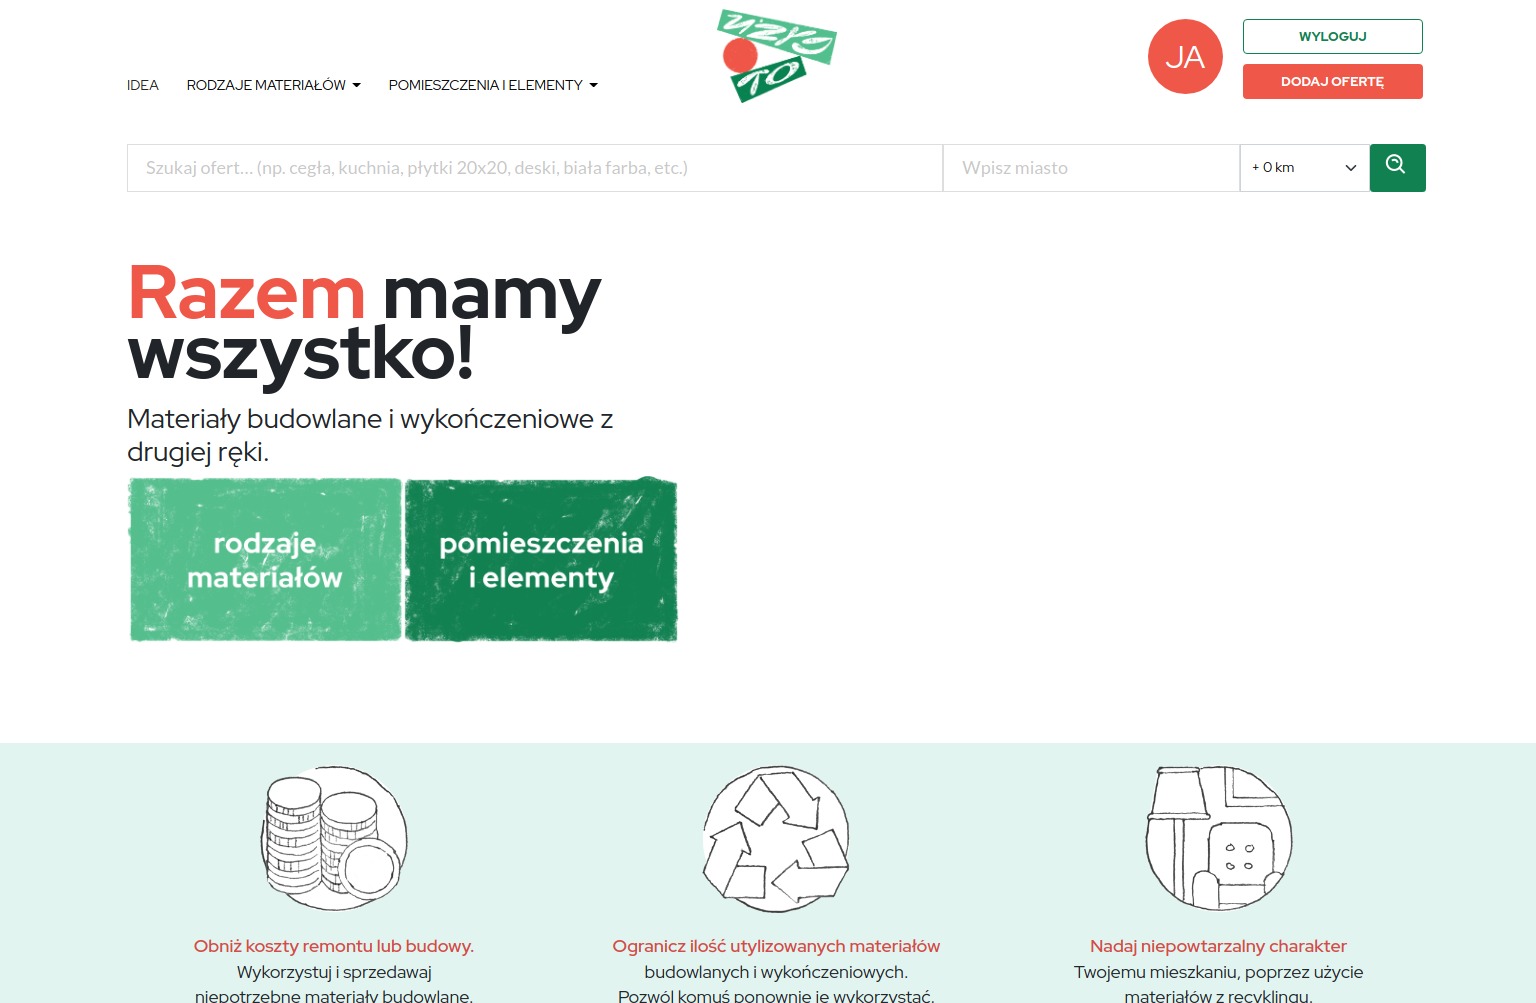 UŻYJ
TO
IDEA
RODZAJE MATERIAŁÓW
POMIESZCZENIA I ELEMENTY
JA
WYLOGUJ
DODAJ OFERTĘ
Szukaj ofert... (np. cegła, kuchnia, płytki 20x20, deski, biała farba, etc.)
Wpisz miasto
+ 0 km
Razem mamy
wszystko!
Materiały budowlane i wykończeniowe z
drugiej ręki.
rodzaje
materiałów
pomieszczenia
i elementy
Obniż koszty remontu lub budowy.
Wykorzystuj i sprzedawaj
niepotrzebne materiały budowlane.
Ogranicz ilość utylizowanych materiałów
budowlanych i wykończeniowych.
Pozwól komuś ponownie je wykorzystać.
Nadaj niepowtarzalny charakter
Twojemu mieszkaniu, poprzez użycie
materiałów z recyklingu.